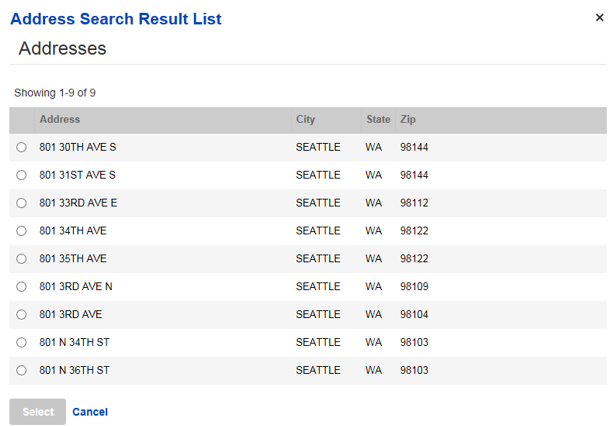 Address Search Result List ×
Addresses
Showing 1-9 of 9
Address City State Zip
801 30TH AVE S SEATTLE WA 98144
801 31ST AVE S SEATTLE WA 98144
801 33RD AVE E SEATTLE WA 98112
801 34TH AVE SEATTLE WA 98122
801 35TH AVE SEATTLE WA 98122
801 3RD AVE N SEATTLE WA 98109
801 3RD AVE SEATTLE WA 98104
801 N 34TH ST SEATTLE WA 98103
801 N 36TH ST SEATTLE WA 98103
Select Cancel